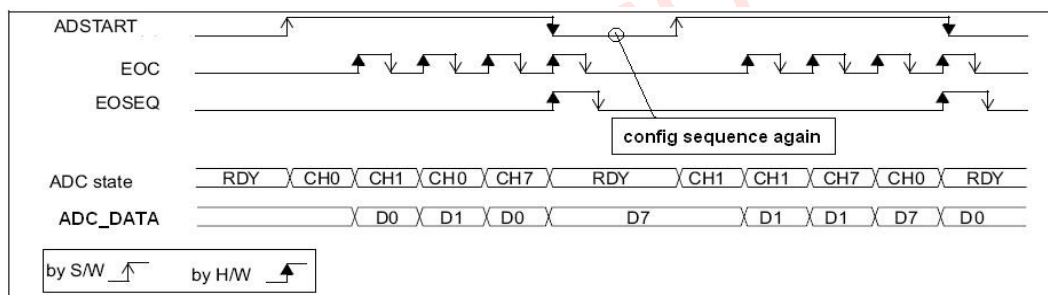 ADSTART
EOC
EOSEQ
config sequence again
ADC state RDY CH0 CH1 CH0 CH7 RDY CH1 CH1 CH7 CH0 RDY
ADC_DATA D0 D1 D0 D7 D1 D1 D7 D0
by S/W by H/W